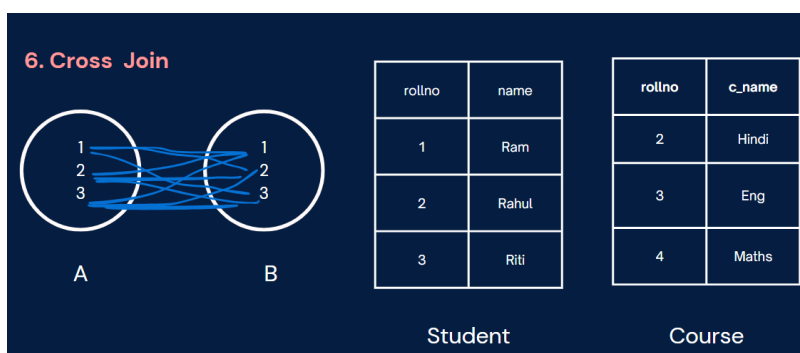 6. Cross Join
1 1
2 2
3 3
A B
rollno name
1 Ram
2 Rahul
3 Riti
Student
rollno c_name
2 Hindi
3 Eng
4 Maths
Course